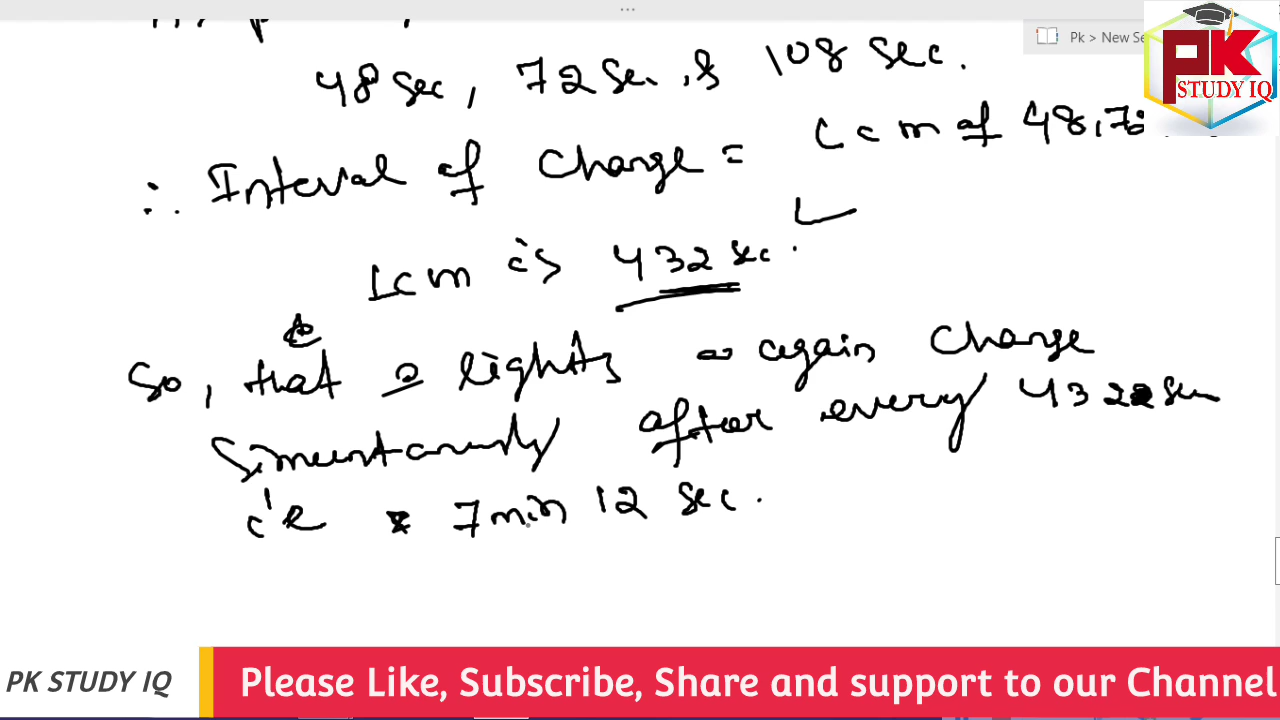 Pk > New Se
PK
STUDY IQ
48 sec, 72 Sec, & 108 sec.
∴ Interval of Change = Lcm of 48,72
Lcm is 432 sec.
So, that lights again Change
after every 432 Sec
i'e 7 min 12 sec.
PK STUDY IQ
Please Like, Subscribe, Share and support to our Channel